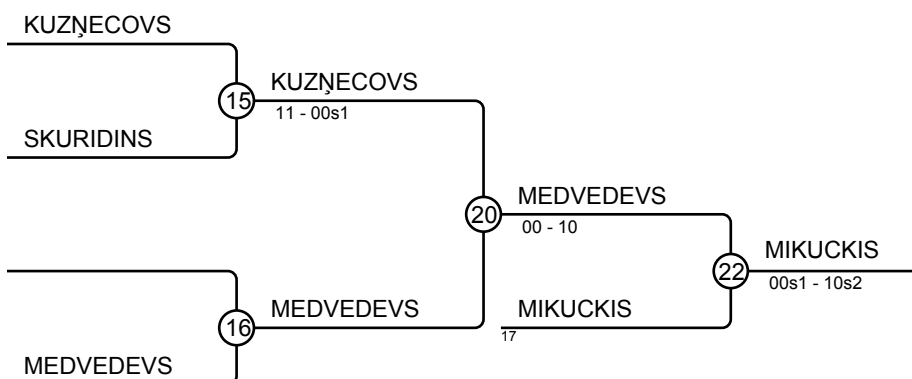 KUZŅECOVS
15
KUZŅECOVS
11 - 00s1
SKURIDINS
20
MEDVEDEVS
00 - 10
22
MIKUCKIS
00s1 - 10s2
16
MEDVEDEVS
MIKUCKIS
17
MEDVEDEVS